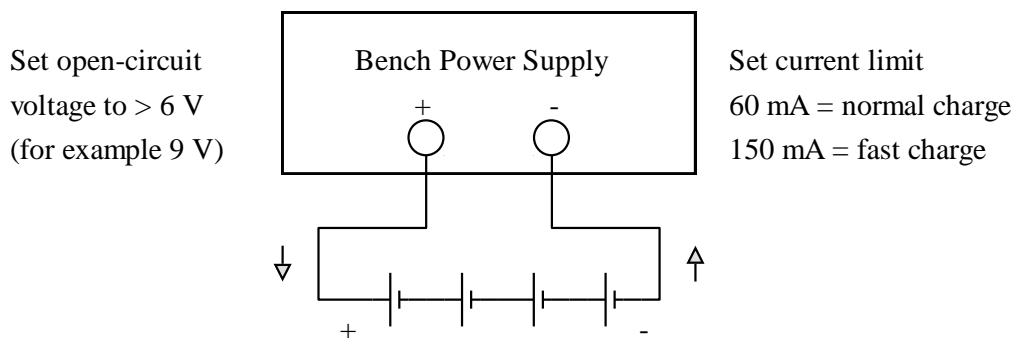 Set open-circuit
voltage to > 6 V
(for example 9 V)
Bench Power Supply
+ -
Set current limit
60 mA = normal charge
150 mA = fast charge
+ -